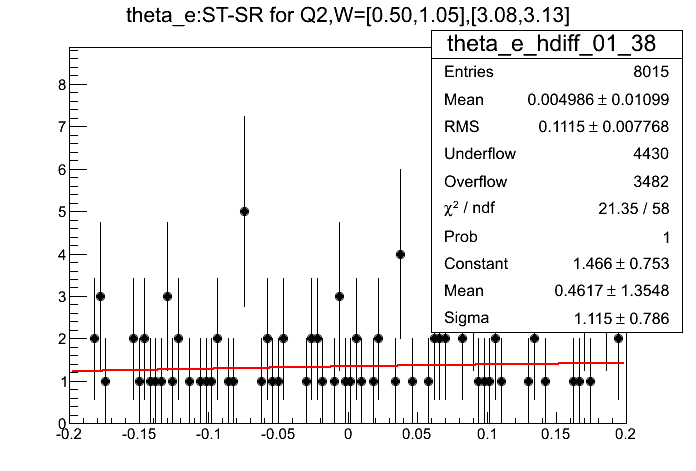 theta_e:ST-SR for Q2,W=[0.50,1.05],[3.08,3.13]
theta_e_hdiff_01_38
Entries 8015
Mean 0.004986 ± 0.01099
RMS 0.1115 ± 0.007768
Underflow 4430
Overflow 3482
χ² / ndf 21.35 / 58
Prob 1
Constant 1.466 ± 0.753
Mean 0.4617 ± 1.3548
Sigma 1.115 ± 0.786
8
7
6
5
4
3
2
1
0
-0.2 -0.15 -0.1 -0.05 0 0.05 0.1 0.15 0.2